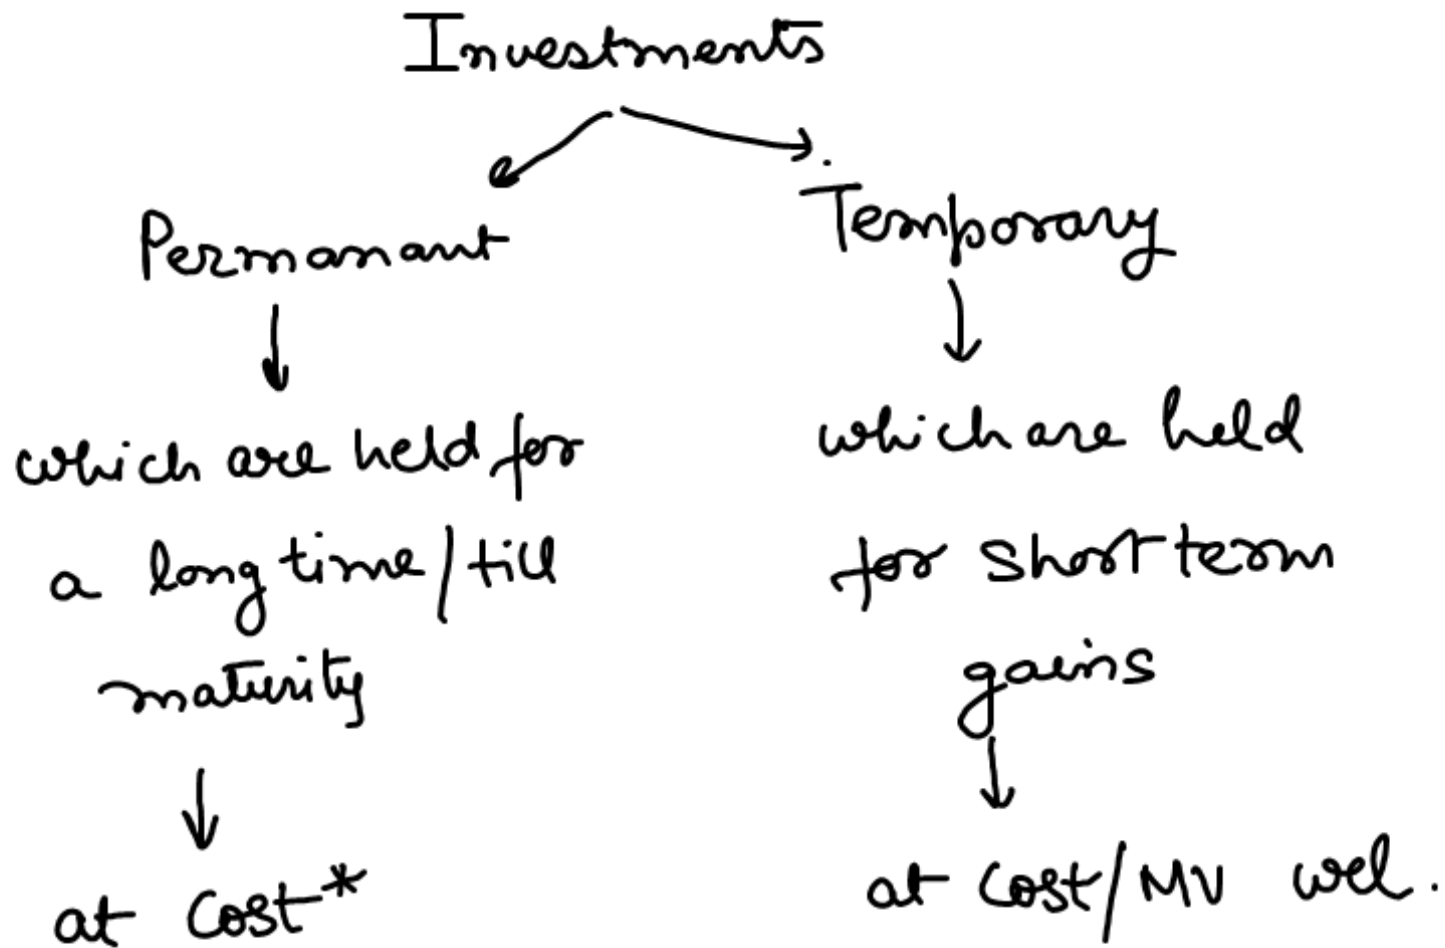 Investments
Permanant
Temporary
which are held for
a long time/till
maturity
at Cost*
which are held
for short term
gains
at Cost/MV wel.